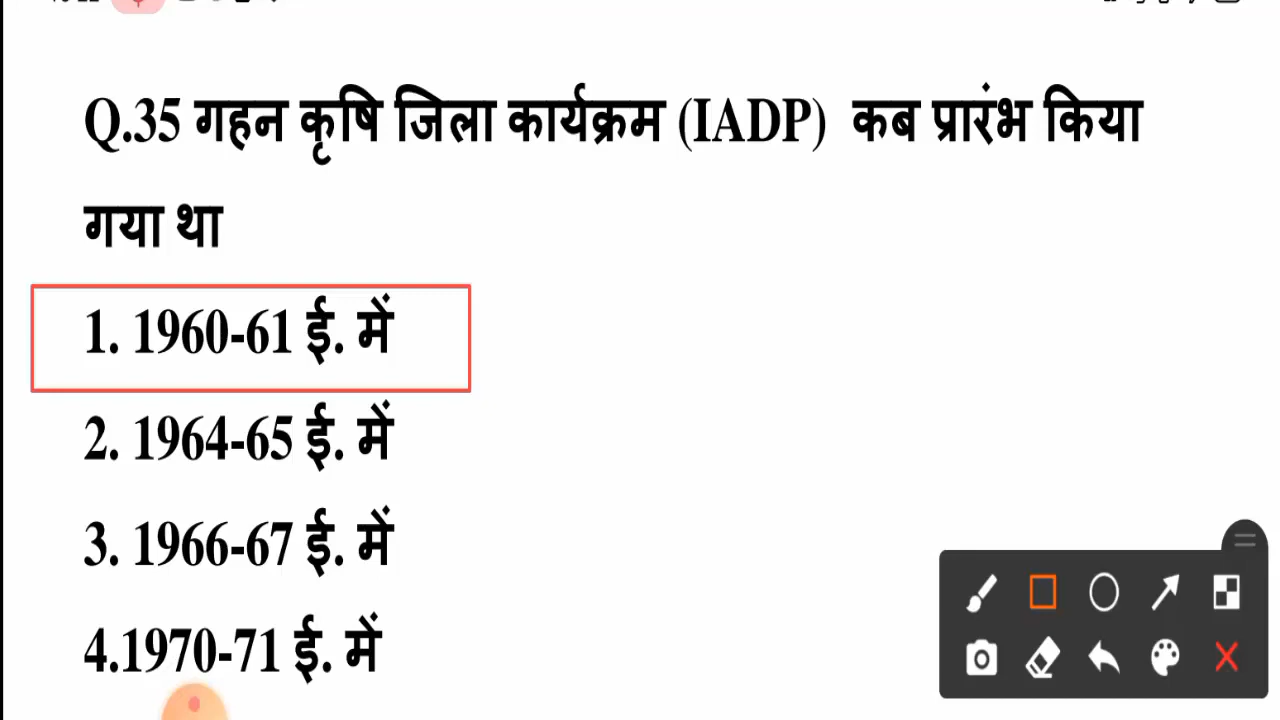 Q.35 गहन कृषि जिला कार्यक्रम (IADP) कब प्रारंभ किया
गया था
1. 1960-61 ई. में
2. 1964-65 ई. में
3. 1966-67 ई. में
4.1970-71 ई. में